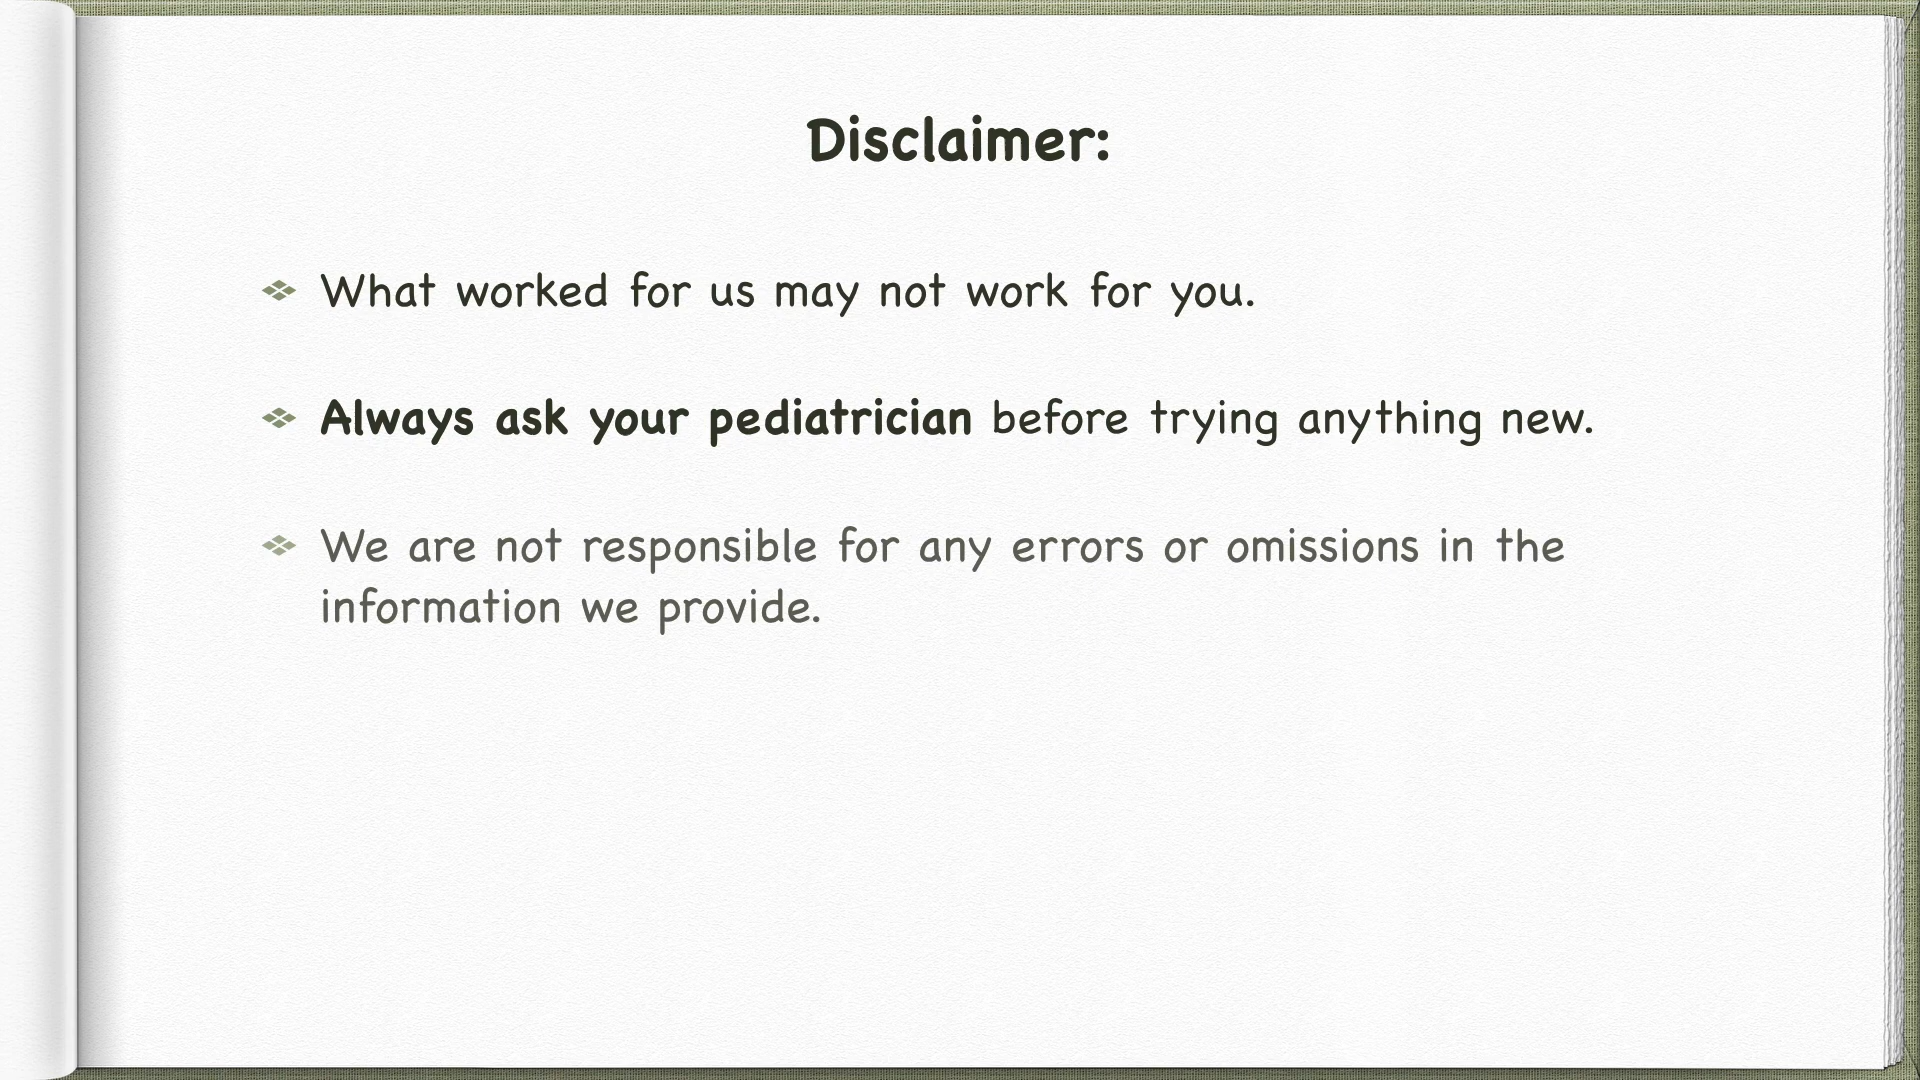 Disclaimer:
What worked for us may not work for you.
Always ask your pediatrician before trying anything new.
We are not responsible for any errors or omissions in the
information we provide.